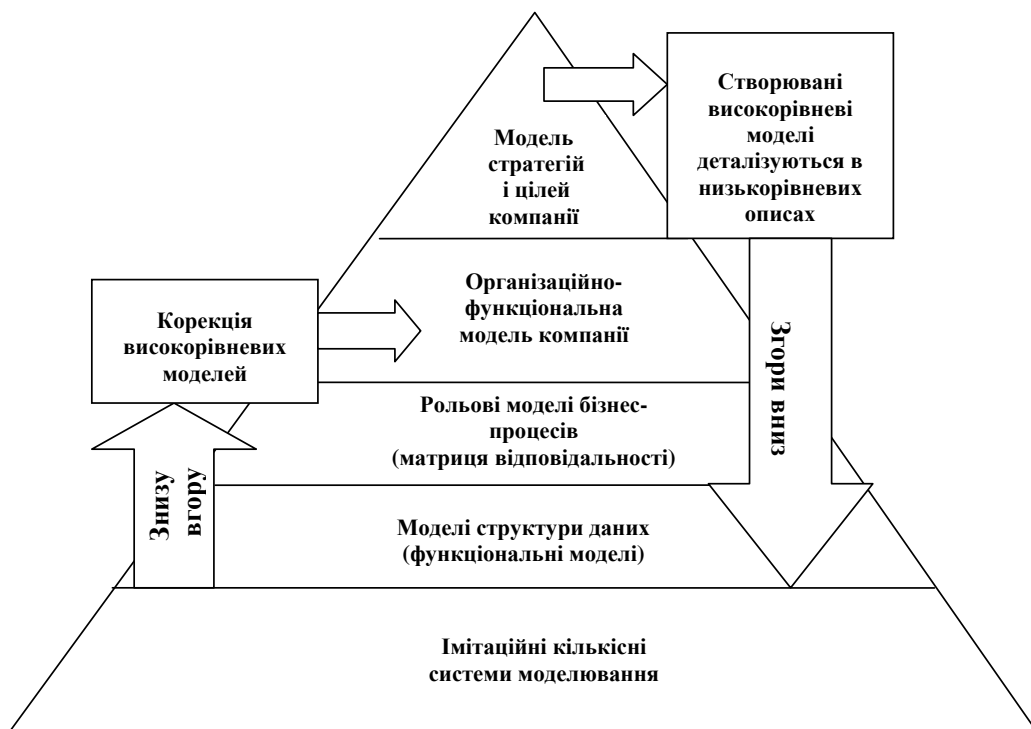 Модель
стратегій
і цілей
компанії
Створювані
високорівневі
моделі
деталізуються в
низькорівневих
описах
Організаційно-
функціональна
модель компанії
Корекція
високорівневих
моделей
Згори вниз
Рольові моделі бізнес-
процесів
(матриця відповідальності)
Знизу
вгору
Моделі структури даних
(функціональні моделі)
Імітаційні кількісні
системи моделювання